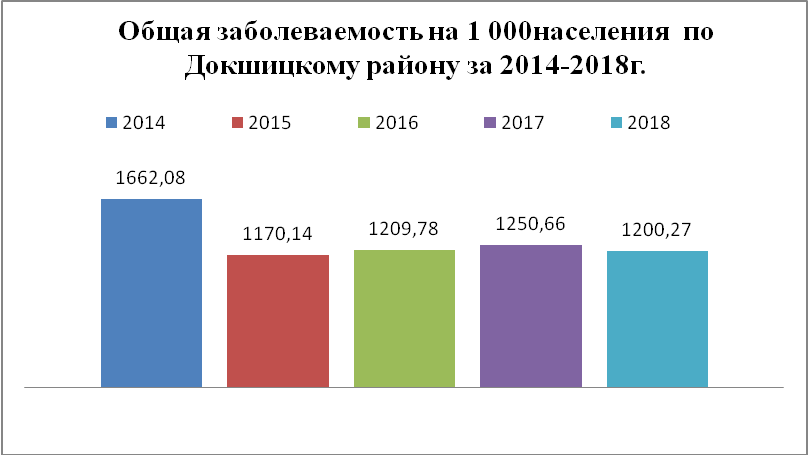 Общая заболеваемость на 1 000населения по
Докшицкому району за 2014-2018г.
2014 2015 2016 2017 2018
1662,08
1170,14
1209,78
1250,66
1200,27